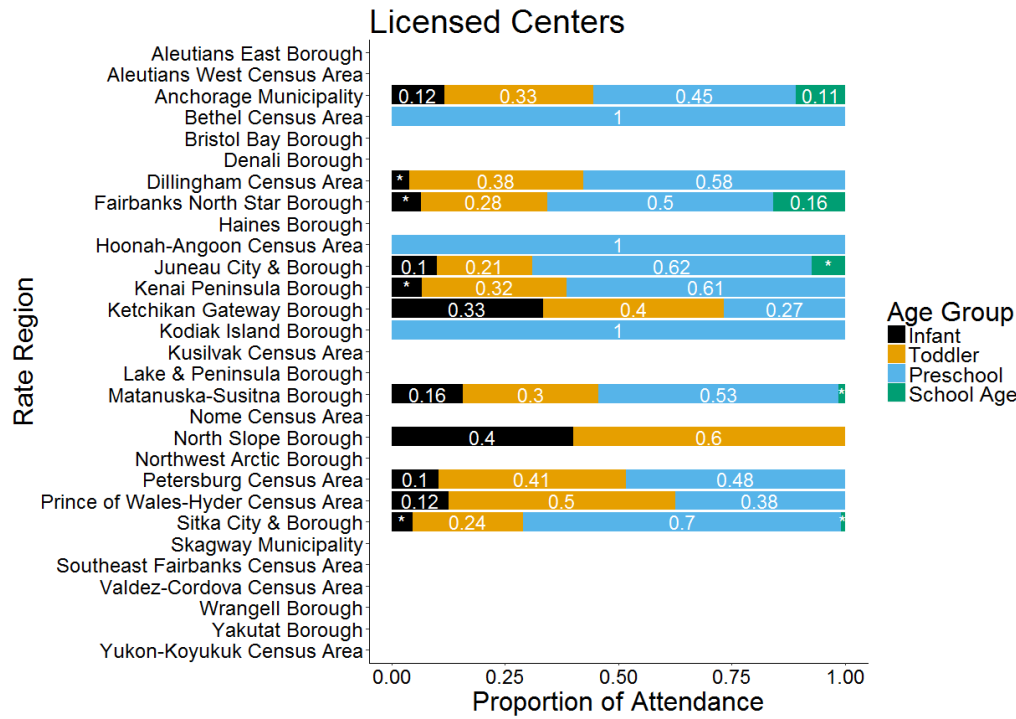 Licensed Centers
Rate Region
Aleutians East Borough
Aleutians West Census Area
Anchorage Municipality 0.12 0.33 0.45 0.11
Bethel Census Area 1
Bristol Bay Borough
Denali Borough
Dillingham Census Area * 0.38 0.58
Fairbanks North Star Borough * 0.28 0.5 0.16
Haines Borough
Hoonah-Angoon Census Area 1
Juneau City & Borough 0.1 0.21 0.62 *
Kenai Peninsula Borough * 0.32 0.61
Ketchikan Gateway Borough 0.33 0.4 0.27
Kodiak Island Borough 1
Kusilvak Census Area
Lake & Peninsula Borough
Matanuska-Susitna Borough 0.16 0.3 0.53 *
Nome Census Area
North Slope Borough 0.4 0.6
Northwest Arctic Borough
Petersburg Census Area 0.1 0.41 0.48
Prince of Wales-Hyder Census Area 0.12 0.5 0.38
Sitka City & Borough * 0.24 0.7 *
Skagway Municipality
Southeast Fairbanks Census Area
Valdez-Cordova Census Area
Wrangell Borough
Yakutat Borough
Yukon-Koyukuk Census Area
0.00 0.25 0.50 0.75 1.00
Proportion of Attendance
Age Group
Infant
Toddler
Preschool
School Age